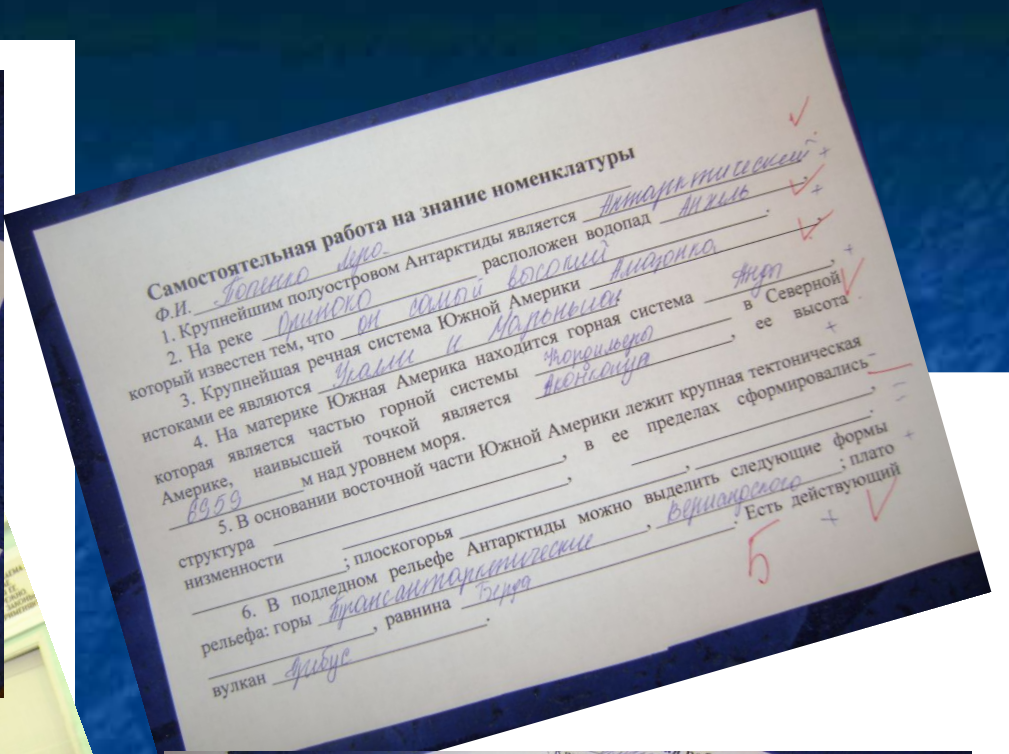 Самостоятельная работа на знание номенклатуры
Ф.И.
1. Крупнейшим полуостровом Антарктиды является Антарктический.
2. На реке Ориноко расположен водопад Анхель,
который известен тем, что он самый высокий.
3. Крупнейшая речная система Южной Америки Амазонка,
истоками ее являются и Мараньон.
4. На материке Южная Америка находится горная система Анды,
которая является частью горной системы Кордильеры в Северной
Америке, наивысшей точкой является Аконкагуа, ее высота
6959 м над уровнем моря.
5. В основании восточной части Южной Америки лежит крупная тектоническая
структура , в ее пределах сформировались
низменности , ,
; плоскогорья , .
6. В подледном рельефе Антарктиды можно выделить следующие формы
рельефа: горы Трансантарктические, ; плато
, равнина Берда. Есть действующий
вулкан Эребус.
5